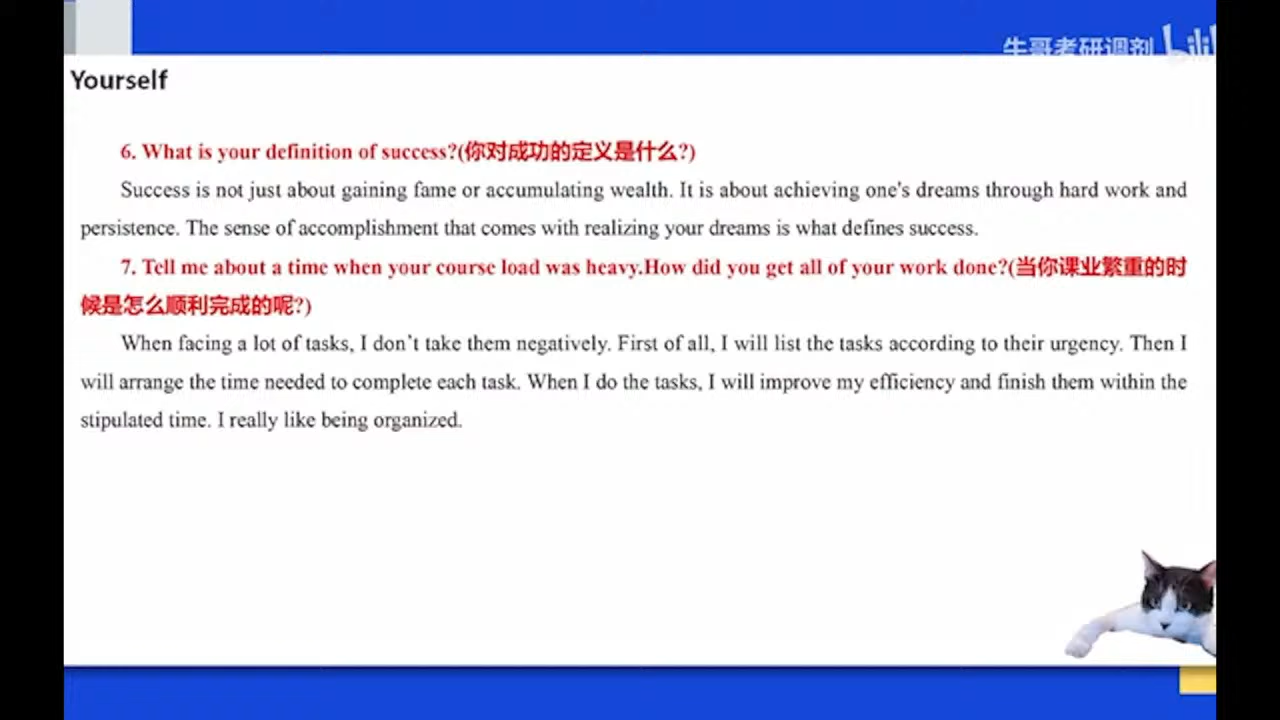 牛哥考研调剂 bilibili
Yourself
6. What is your definition of success?(你对成功的定义是什么?)
Success is not just about gaining fame or accumulating wealth. It is about achieving one's dreams through hard work and
persistence. The sense of accomplishment that comes with realizing your dreams is what defines success.
7. Tell me about a time when your course load was heavy.How did you get all of your work done?(当你课业繁重的时
候是怎么顺利完成的呢?)
When facing a lot of tasks, I don’t take them negatively. First of all, I will list the tasks according to their urgency. Then I
will arrange the time needed to complete each task. When I do the tasks, I will improve my efficiency and finish them within the
stipulated time. I really like being organized.